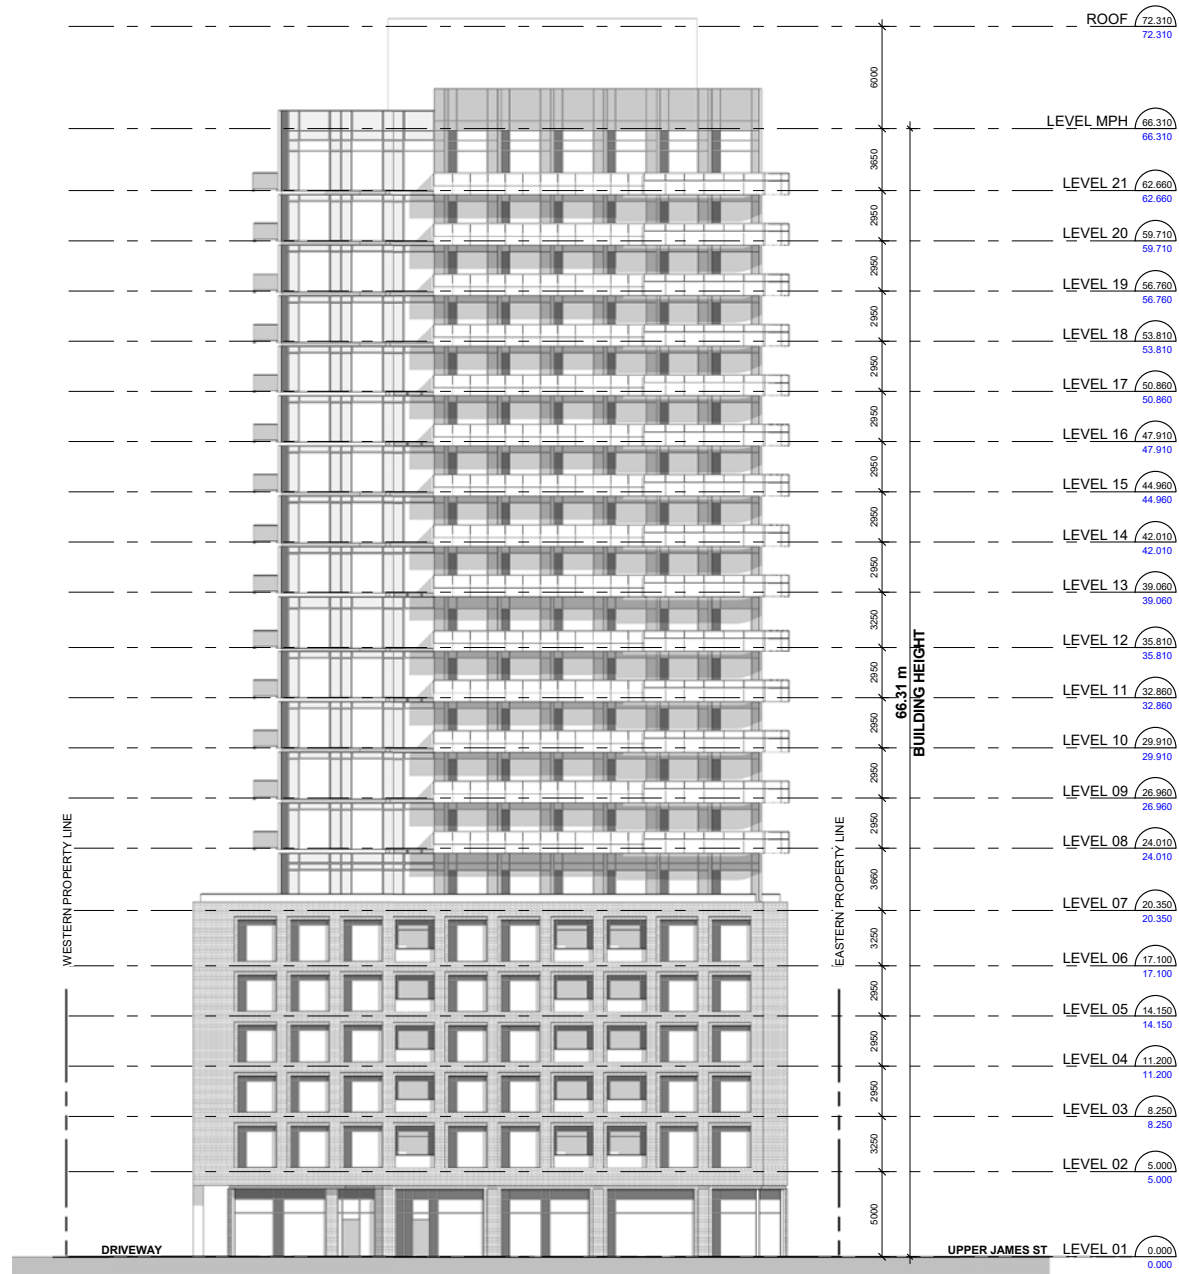 ROOF 72.310
72.310
6000
LEVEL MPH 66.310
66.310
3650
LEVEL 21 62.660
62.660
2950
LEVEL 20 59.710
59.710
2950
LEVEL 19 56.760
56.760
2950
LEVEL 18 53.810
53.810
2950
LEVEL 17 50.860
50.860
2950
LEVEL 16 47.910
47.910
2950
LEVEL 15 44.960
44.960
2950
LEVEL 14 42.010
42.010
2950
LEVEL 13 39.060
39.060
3250
LEVEL 12 35.810
35.810
2950
LEVEL 11 32.860
32.860
66.31 m
BUILDING HEIGHT
2950
LEVEL 10 29.910
29.910
2950
LEVEL 09 26.960
26.960
2950
LEVEL 08 24.010
24.010
WESTERN PROPERTY LINE
EASTERN PROPERTY LINE
3660
LEVEL 07 20.350
20.350
3250
LEVEL 06 17.100
17.100
2950
LEVEL 05 14.150
14.150
2950
LEVEL 04 11.200
11.200
2950
LEVEL 03 8.250
8.250
3250
LEVEL 02 5.000
5.000
5000
DRIVEWAY
UPPER JAMES ST
LEVEL 01 0.000
0.000